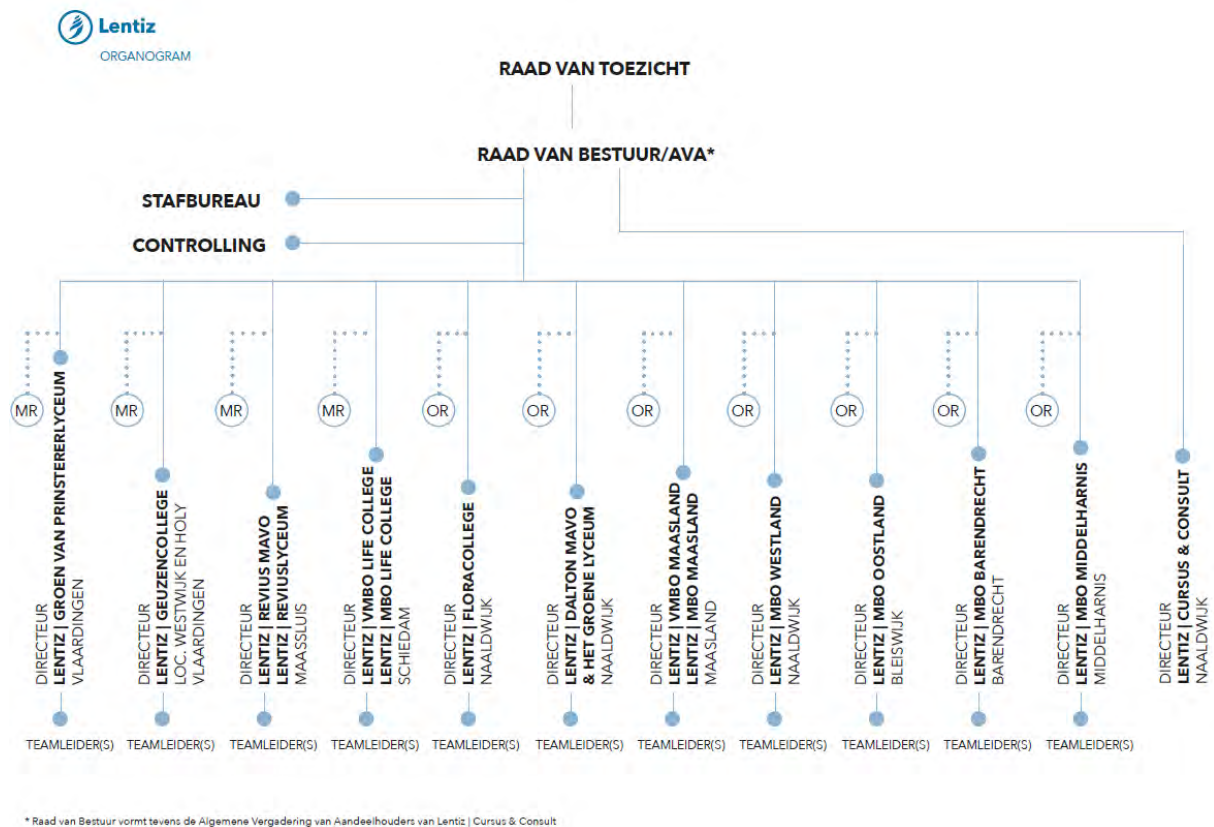 Lentiz
ORGANOGRAM
RAAD VAN TOEZICHT
RAAD VAN BESTUUR/AVA*
STAFBUREAU
CONTROLLING
MR
MR
MR
MR
OR
OR
OR
OR
OR
OR
OR
DIRECTEUR
LENTIZ | GROEN VAN PRINSTERERLYCEUM
VLAARDINGEN
DIRECTEUR
LENTIZ | GEUZENCOLLEGE
LOC. WESTWIJK EN HOLY
VLAARDINGEN
DIRECTEUR
LENTIZ | REVIUS MAVO
LENTIZ | REVIUSLYCEUM
MAASSLUIS
DIRECTEUR
LENTIZ | VMBO LIFE COLLEGE
LENTIZ | MBO LIFE COLLEGE
SCHIEDAM
DIRECTEUR
LENTIZ | FLORACOLLEGE
NAALDWIJK
DIRECTEUR
LENTIZ | DALTON MAVO
& HET GROENE LYCEUM
NAALDWIJK
DIRECTEUR
LENTIZ | VMBO MAASLAND
LENTIZ | MBO MAASLAND
MAASLAND
DIRECTEUR
LENTIZ | MBO WESTLAND
NAALDWIJK
DIRECTEUR
LENTIZ | MBO OOSTLAND
BLEISWIJK
DIRECTEUR
LENTIZ | MBO BARENDRECHT
BARENDRECHT
DIRECTEUR
LENTIZ | MBO MIDDELHARNIS
MIDDELHARNIS
DIRECTEUR
LENTIZ | CURSUS & CONSULT
NAALDWIJK
TEAMLEIDER(S)
TEAMLEIDER(S)
TEAMLEIDER(S)
TEAMLEIDER(S)
TEAMLEIDER(S)
TEAMLEIDER(S)
TEAMLEIDER(S)
TEAMLEIDER(S)
TEAMLEIDER(S)
TEAMLEIDER(S)
TEAMLEIDER(S)
* Raad van Bestuur vormt tevens de Algemene Vergadering van Aandeelhouders van Lentiz | Cursus & Consult